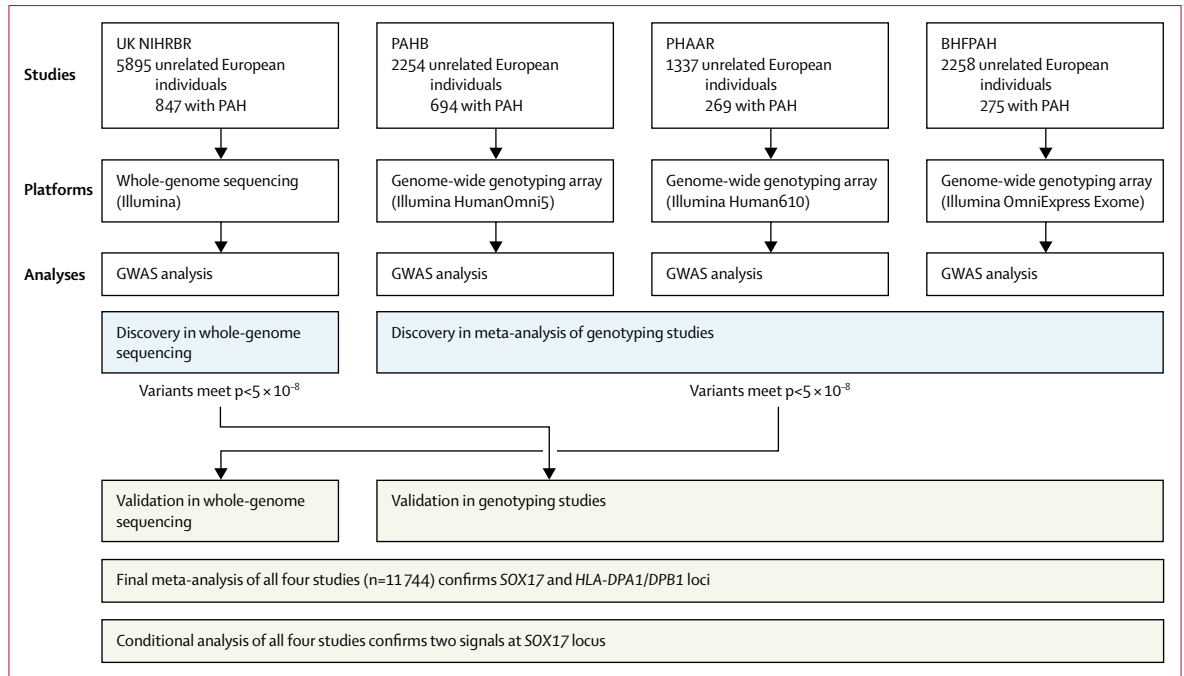 Studies
UK NIHRBR
5895 unrelated European
individuals
847 with PAH
PAHB
2254 unrelated European
individuals
694 with PAH
PHAAR
1337 unrelated European
individuals
269 with PAH
BHFPAH
2258 unrelated European
individuals
275 with PAH
Platforms
Whole-genome sequencing
(Illumina)
Genome-wide genotyping array
(Illumina HumanOmni5)
Genome-wide genotyping array
(Illumina Human610)
Genome-wide genotyping array
(Illumina OmniExpress Exome)
Analyses
GWAS analysis
GWAS analysis
GWAS analysis
GWAS analysis
Discovery in whole-genome
sequencing
Discovery in meta-analysis of genotyping studies
Variants meet p<5 × 10⁻⁸
Variants meet p<5 × 10⁻⁸
Validation in whole-genome
sequencing
Validation in genotyping studies
Final meta-analysis of all four studies (n=11 744) confirms SOX17 and HLA-DPA1/DPB1 loci
Conditional analysis of all four studies confirms two signals at SOX17 locus